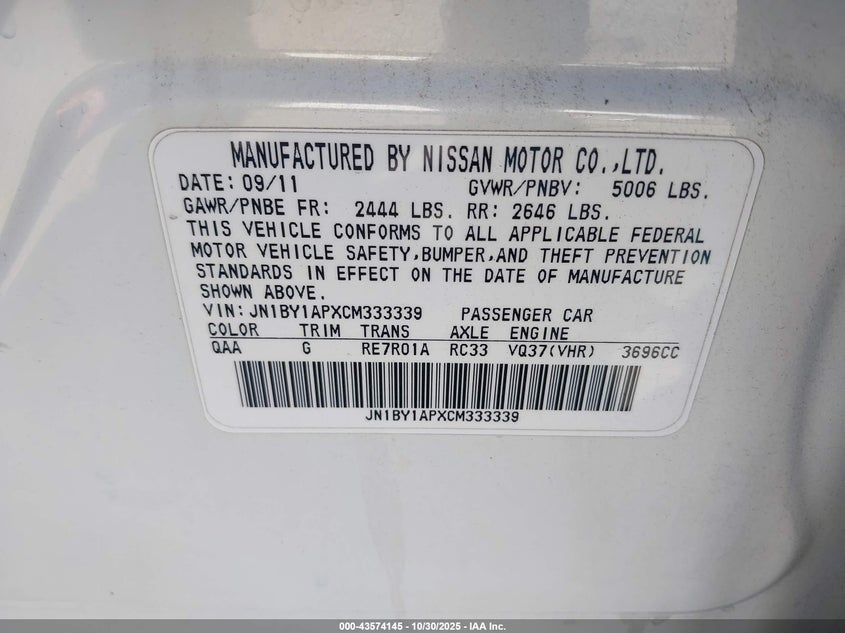 MANUFACTURED BY NISSAN MOTOR CO.,LTD.
DATE: 09/11 GVWR/PNBV: 5006 LBS.
GAWR/PNBE FR: 2444 LBS. RR: 2646 LBS.
THIS VEHICLE CONFORMS TO ALL APPLICABLE FEDERAL
MOTOR VEHICLE SAFETY,BUMPER,AND THEFT PREVENTION
STANDARDS IN EFFECT ON THE DATE OF MANUFACTURE
SHOWN ABOVE.
VIN: JN1BY1APXCM333339 PASSENGER CAR
COLOR TRIM TRANS AXLE ENGINE
QAA G RE7R01A RC33 VQ37(VHR) 3696CC
JN1BY1APXCM333339
000-43574145 - 10/30/2025 - IAA Inc.